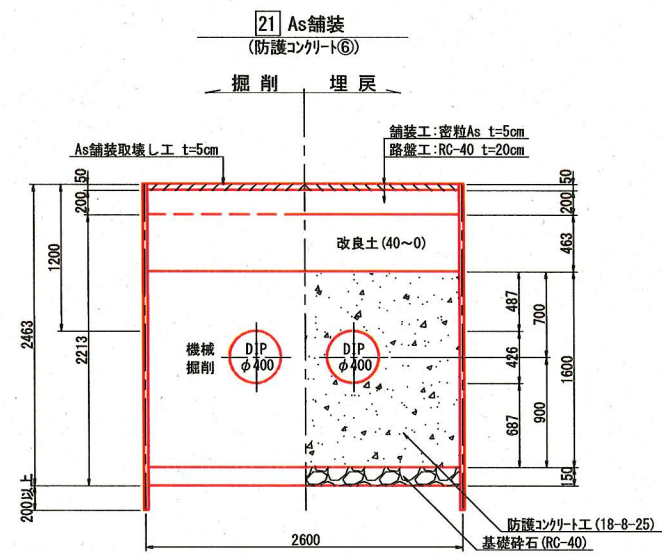 21 As舗装
(防護コンクリート⑥)
掘 削 埋 戻
舗装工:密粒As t=5cm
As舗装取壊し工 t=5cm
路盤工:RC-40 t=20cm
50
200
1200
2463
2213
200以上
改良土(40~0)
機械
掘削
DIP
φ400
DIP
φ400
50
200
463
487
700
426
1600
687
900
150
防護コンクリート工(18-8-25)
基礎砕石(RC-40)
2600